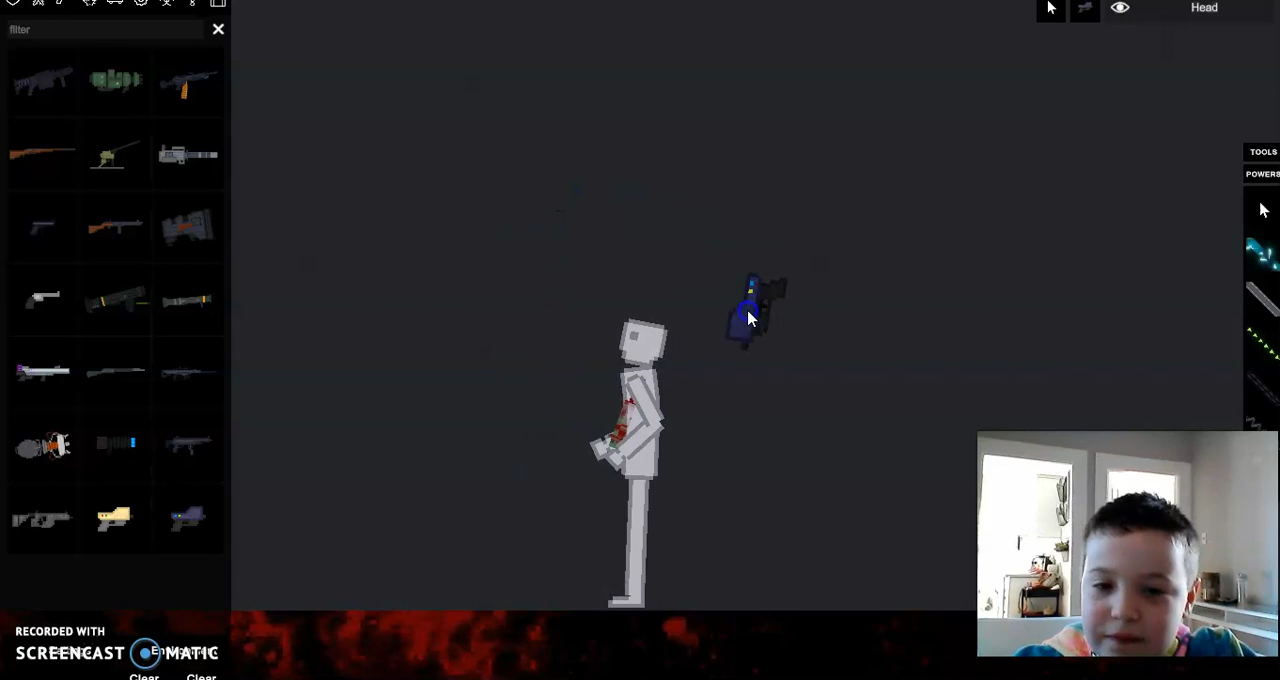 Head
filter
TOOLS
POWERS
RECORDED WITH
SCREENCAST MATIC
Clear Clear